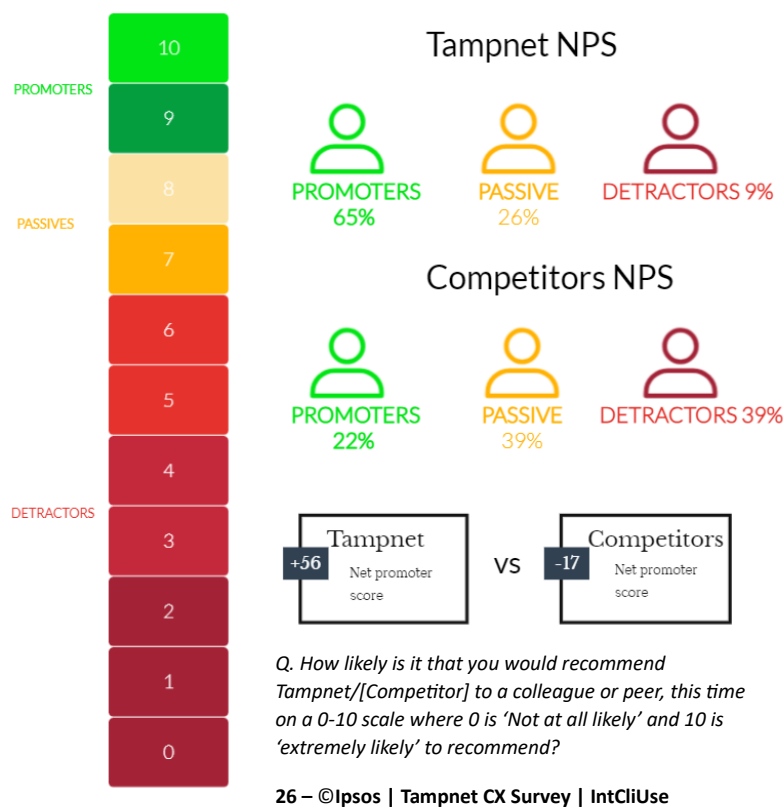 10
PROMOTERS
9
8
PASSIVES
7
6
5
4
DETRACTORS
3
2
1
0
Tampnet NPS
PROMOTERS
65%
PASSIVE
26%
DETRACTORS 9%
Competitors NPS
PROMOTERS
22%
PASSIVE
39%
DETRACTORS 39%
+56
Tampnet
Net promoter
score
VS
-17
Competitors
Net promoter
score
Q. How likely is it that you would recommend
Tampnet/[Competitor] to a colleague or peer, this time
on a 0-10 scale where 0 is ‘Not at all likely’ and 10 is
‘extremely likely’ to recommend?
26 – ©Ipsos | Tampnet CX Survey | IntCliUse